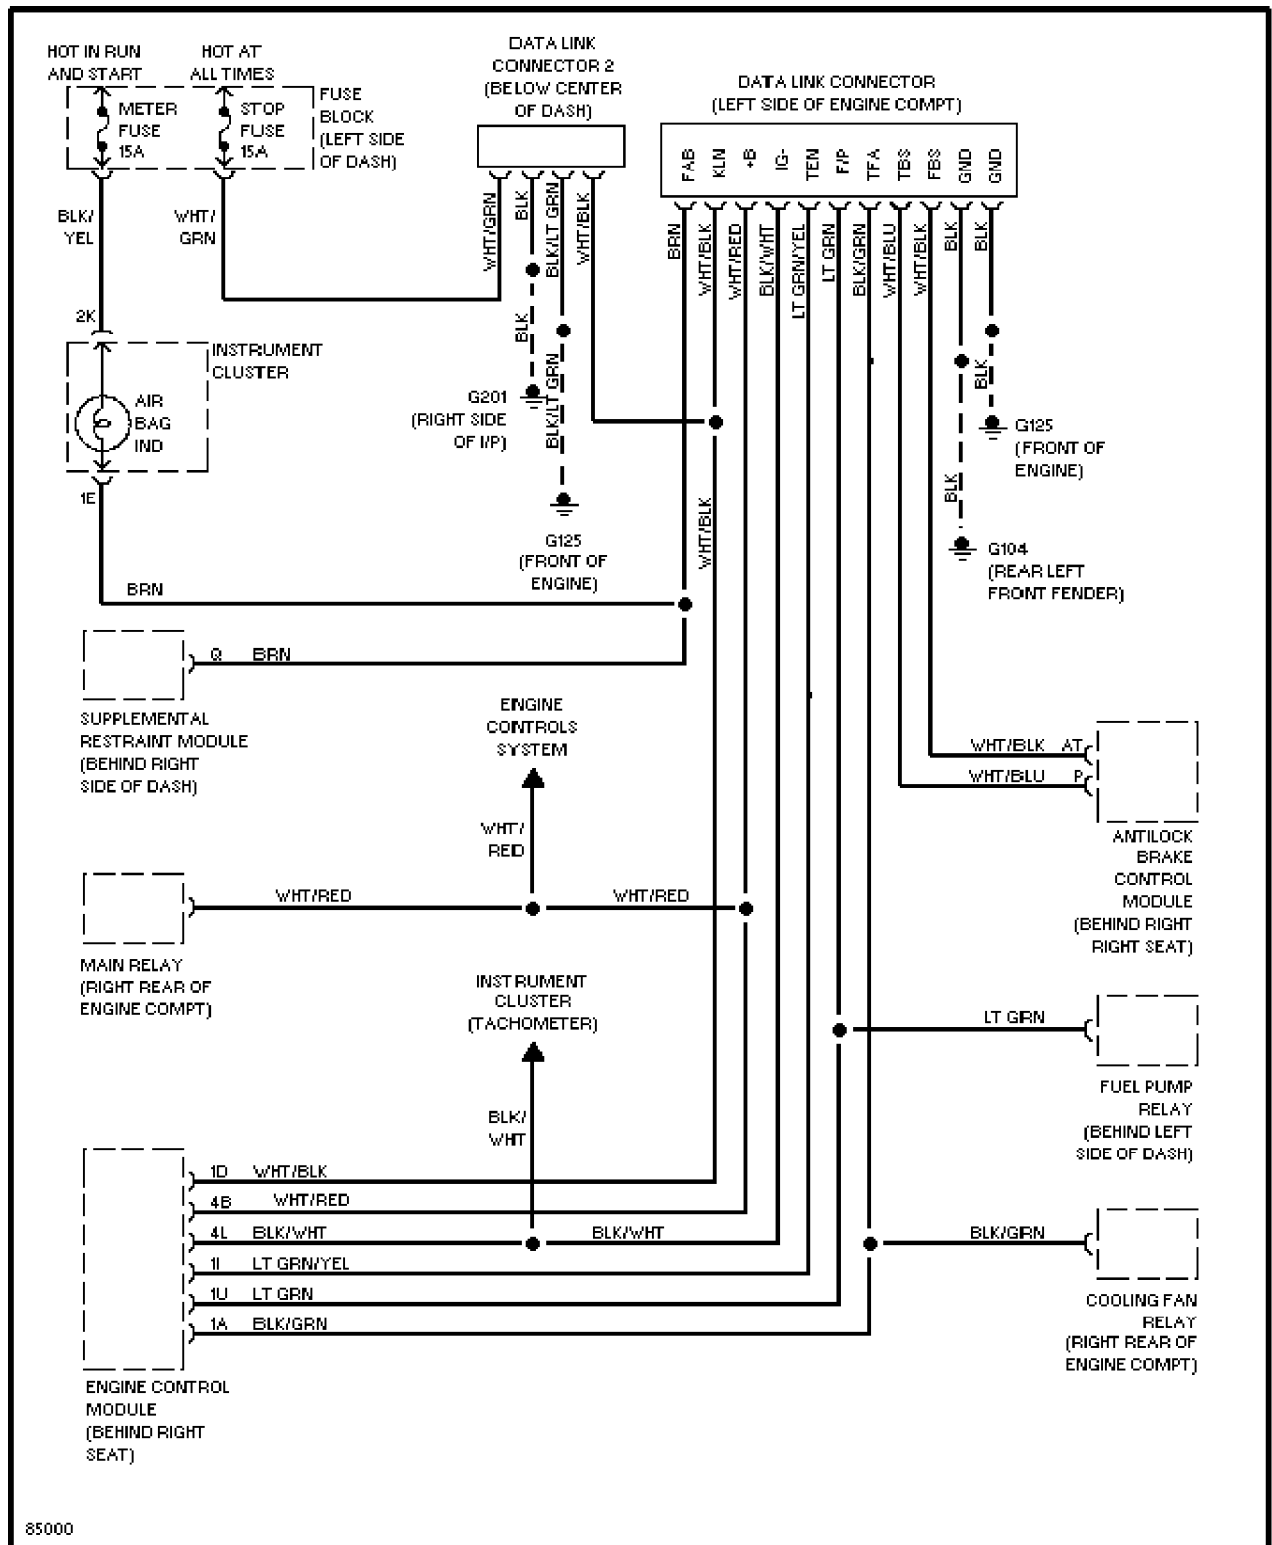 HOT IN RUN
AND START
HOT AT
ALL TIMES
METER
FUSE
15A
STOP
FUSE
15A
FUSE
BLOCK
(LEFT SIDE
OF DASH)
DATA LINK
CONNECTOR 2
(BELOW CENTER
OF DASH)
DATA LINK CONNECTOR
(LEFT SIDE OF ENGINE COMPT)
FAB
KLN
+B
IG-
TEN
F/P
TFA
TBS
FBS
GND
GND
BLK/
YEL
WHT/
GRN
WHT/GRN
BLK
BLK/LT GRN
WHT/BLK
BRN
WHT/BLK
WHT/RED
BLK/WHT
LT GRN/YEL
LT GRN
BLK/GRN
WHT/BLU
WHT/BLK
BLK
BLK
2K
BLK
BLK/LT GRN
BLK
BLK
INSTRUMENT
CLUSTER
AIR
BAG
IND
G201
(RIGHT SIDE
OF I/P)
G125
(FRONT OF
ENGINE)
1E
WHT/BLK
G125
(FRONT OF
ENGINE)
G104
(REAR LEFT
FRONT FENDER)
BRN
Q BRN
SUPPLEMENTAL
RESTRAINT MODULE
(BEHIND RIGHT
SIDE OF DASH)
ENGINE
CONTROLS
SYSTEM
WHT/BLK AT
WHT/BLU P
ANTILOCK
BRAKE
CONTROL
MODULE
(BEHIND RIGHT
RIGHT SEAT)
WHT/
RED
WHT/RED
WHT/RED
MAIN RELAY
(RIGHT REAR OF
ENGINE COMPT)
INSTRUMENT
CLUSTER
(TACHOMETER)
LT GRN
FUEL PUMP
RELAY
(BEHIND LEFT
SIDE OF DASH)
BLK/
WHT
1D WHT/BLK
4B WHT/RED
4L BLK/WHT
BLK/WHT
1I LT GRN/YEL
1U LT GRN
1A BLK/GRN
BLK/GRN
COOLING FAN
RELAY
(RIGHT REAR OF
ENGINE COMPT)
ENGINE CONTROL
MODULE
(BEHIND RIGHT
SEAT)
85000